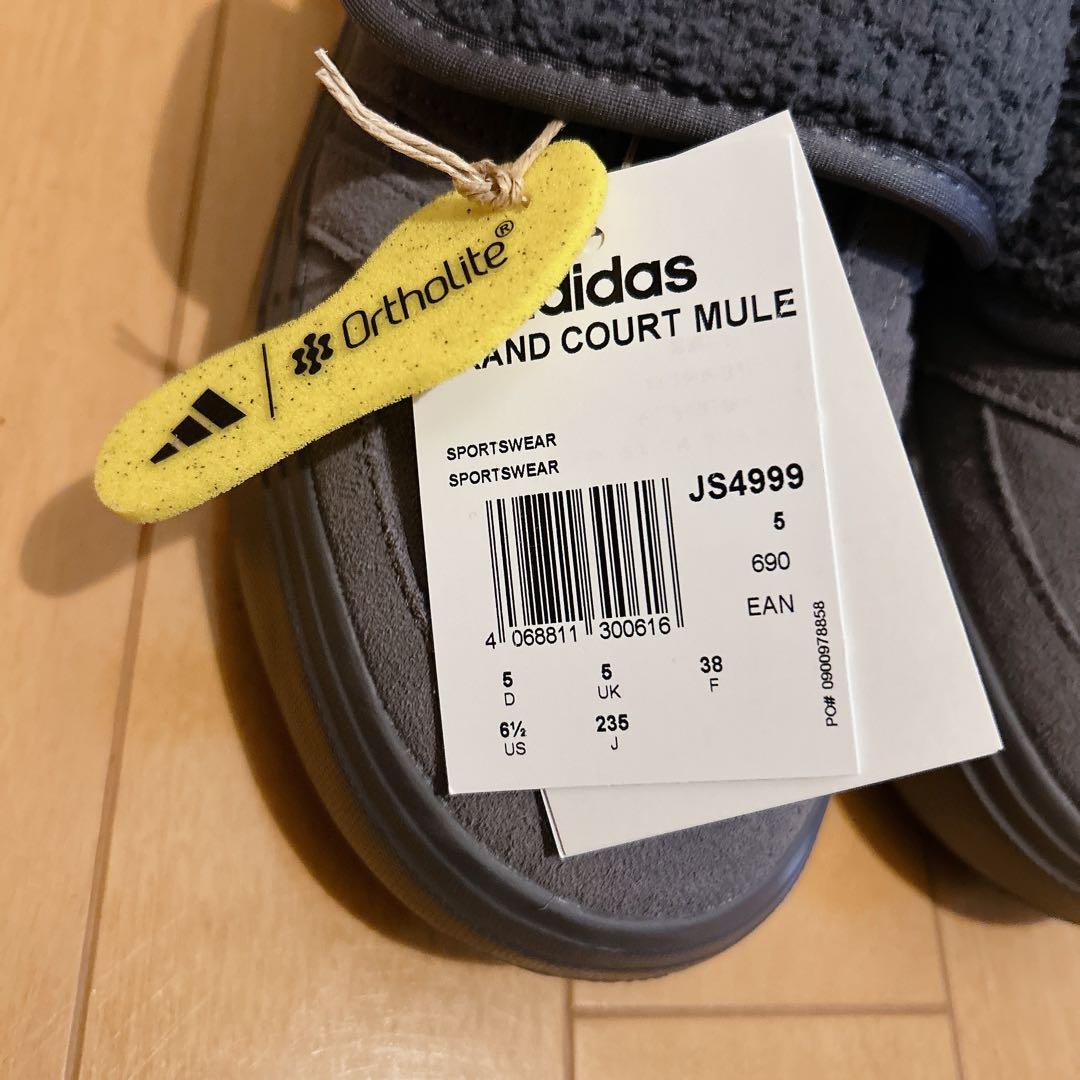 Ortholite®
adidas
AND COURT MULE
SPORTSWEAR
SPORTSWEAR
JS4999
5
690
EAN
4 068811 300616
5 5 38
D UK F
6½ 235
US J
PO# 0900978858